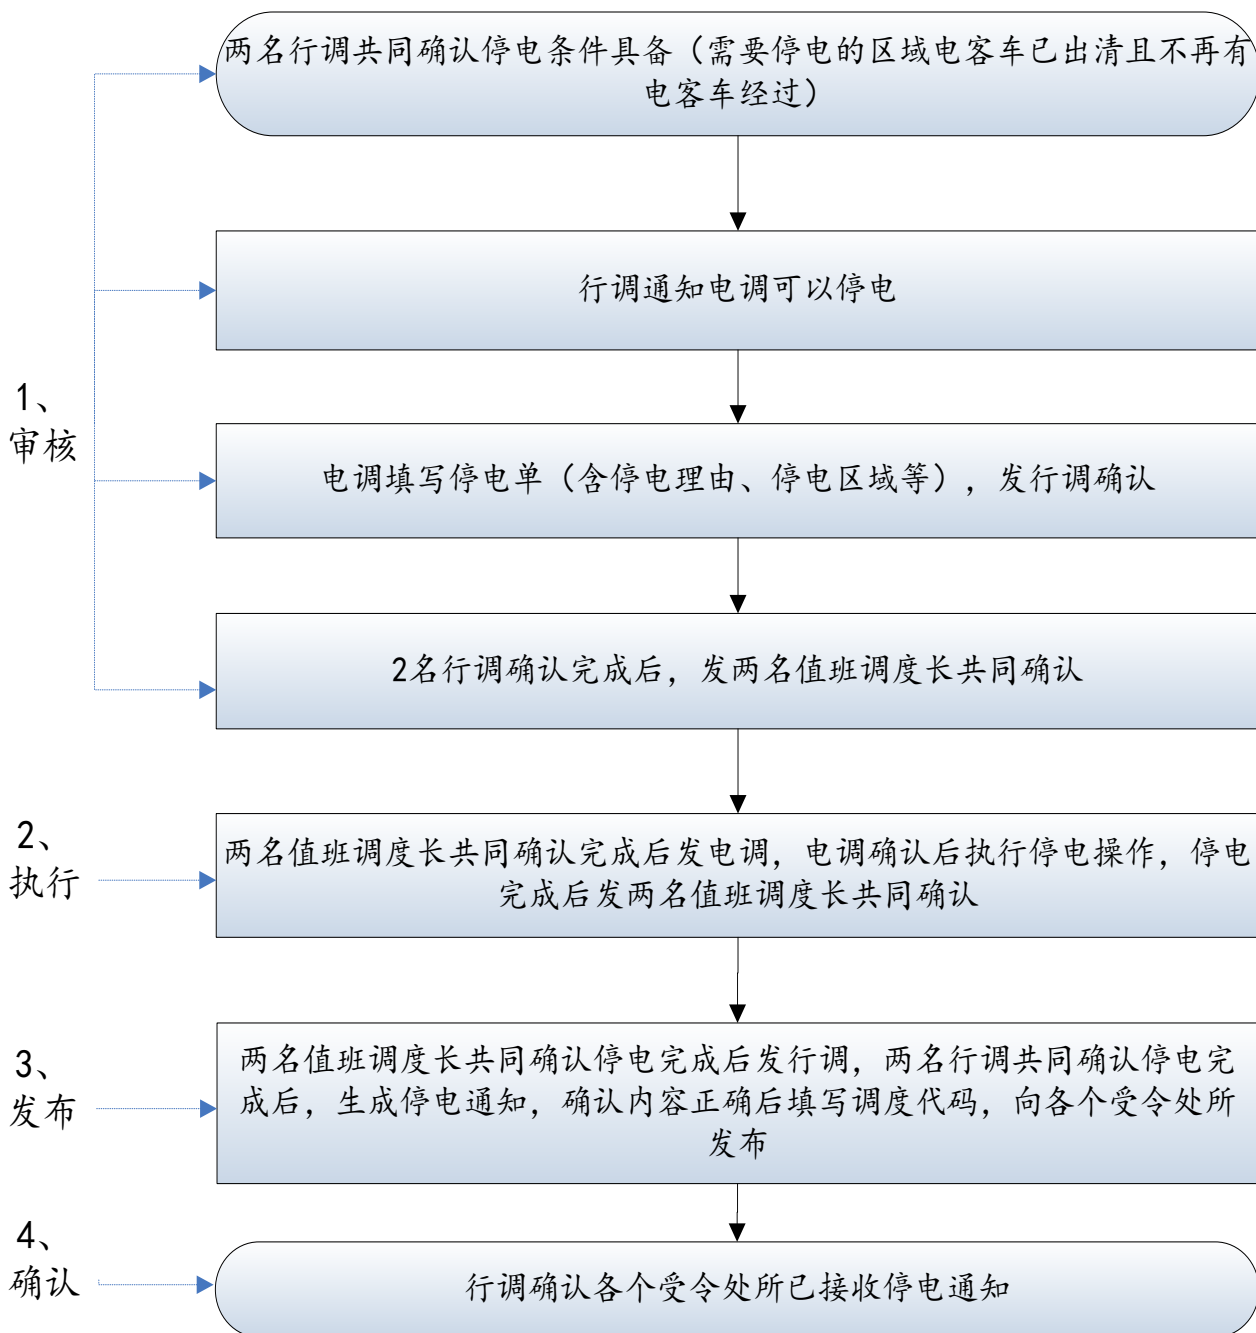 两名行调共同确认停电条件具备（需要停电的区域电客车已出清且不再有
电客车经过）
行调通知电调可以停电
1、
审核
电调填写停电单（含停电理由、停电区域等），发行调确认
2名行调确认完成后，发两名值班调度长共同确认
2、
执行
两名值班调度长共同确认完成后发电调，电调确认后执行停电操作，停电
完成后发两名值班调度长共同确认
3、
发布
两名值班调度长共同确认停电完成后发行调，两名行调共同确认停电完
成后，生成停电通知，确认内容正确后填写调度代码，向各个受令处所
发布
4、
确认
行调确认各个受令处所已接收停电通知